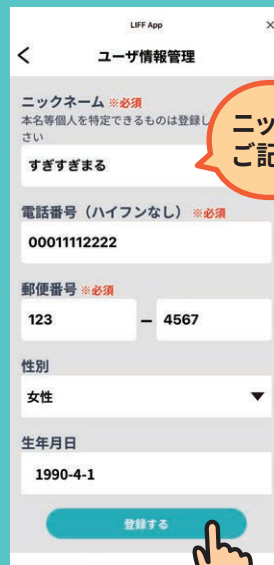 LIFF App
×
ユーザ情報管理
ニックネーム ※必須
本名等個人を特定できるものは登録し
さい
ニッ
ご記
すぎすぎまる
電話番号（ハイフンなし） ※必須
00011112222
郵便番号 ※必須
123 – 4567
性別
女性
生年月日
1990-4-1
登録する